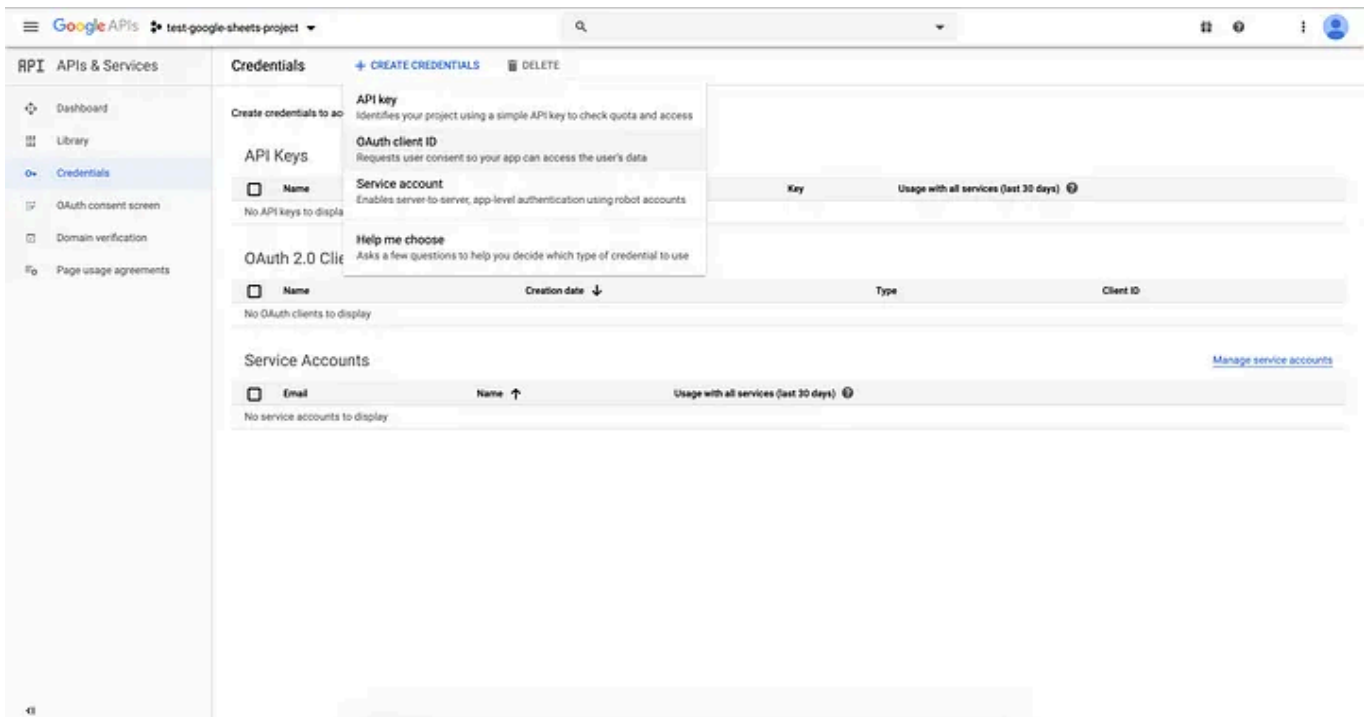 Google APIs test-google-sheets-project
API APIs & Services
Credentials + CREATE CREDENTIALS DELETE
Dashboard
Library
Credentials
OAuth consent screen
Domain verification
Page usage agreements
Create credentials to ac
API key
Identifies your project using a simple API key to check quota and access
OAuth client ID
Requests user consent so your app can access the user's data
Service account
Enables server-to-server, app-level authentication using robot accounts
Help me choose
Asks a few questions to help you decide which type of credential to use
API Keys
Name Key Usage with all services (last 30 days)
No API keys to displa
OAuth 2.0 Clie
Name Creation date Type Client ID
No OAuth clients to display
Service Accounts Manage service accounts
Email Name Usage with all services (last 30 days)
No service accounts to display